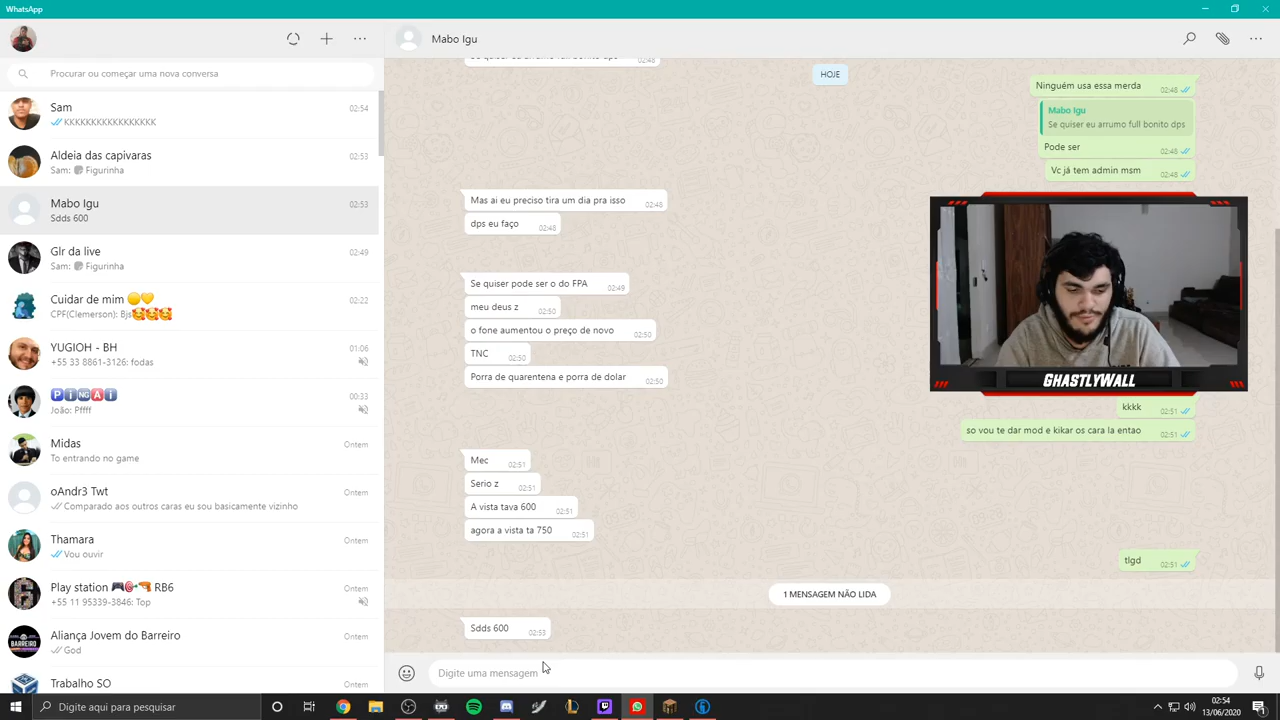 WhatsApp
Procurar ou começar uma nova conversa
Sam
02:54
KKKKKKKKKKKKKKKKK
Aldeia das capivaras
02:53
Sam: Figurinha
Mabo Igu
02:53
Sdds 600
Glr da live
02:49
Sam: Figurinha
Cuidar de mim
02:22
CPF(Clemerson): Bjs🥰🥰🥰
YUGIOH - BH
01:06
+55 33 8861-3126: fodas
PiNGAi
00:33
João: Pffff
Midas
Ontem
To entrando no game
oAndr3 Twt
Ontem
Comparado aos outros caras eu sou basicamente vizinho
Thamara
Ontem
Vou ouvir
Play station 🎮🎯🔫 RB6
Ontem
+55 11 95339-3846: Top
Aliança Jovem do Barreiro
Ontem
God
Trabalho SO
Ontem
Mabo Igu
HOJE
Ninguém usa essa merda
02:48
Mabo Igu
Se quiser eu arrumo full bonito dps
Pode ser
02:48
Vc já tem admin msm
02:48
Mas ai eu preciso tira um dia pra isso
02:48
dps eu faço
02:48
Se quiser pode ser o do FPA
02:49
meu deus z
02:50
o fone aumentou o preço de novo
02:50
TNC
02:50
Porra de quarentena e porra de dolar
02:50
GHASTLYWALL
kkkk
02:51
so vou te dar mod e kikar os cara la entao
02:51
Mec
02:51
Serio z
02:51
A vista tava 600
02:51
agora a vista ta 750
02:51
tlgd
02:51
1 MENSAGEM NÃO LIDA
Sdds 600
02:53
Digite uma mensagem
Digite aqui para pesquisar
02:54
13/06/2020